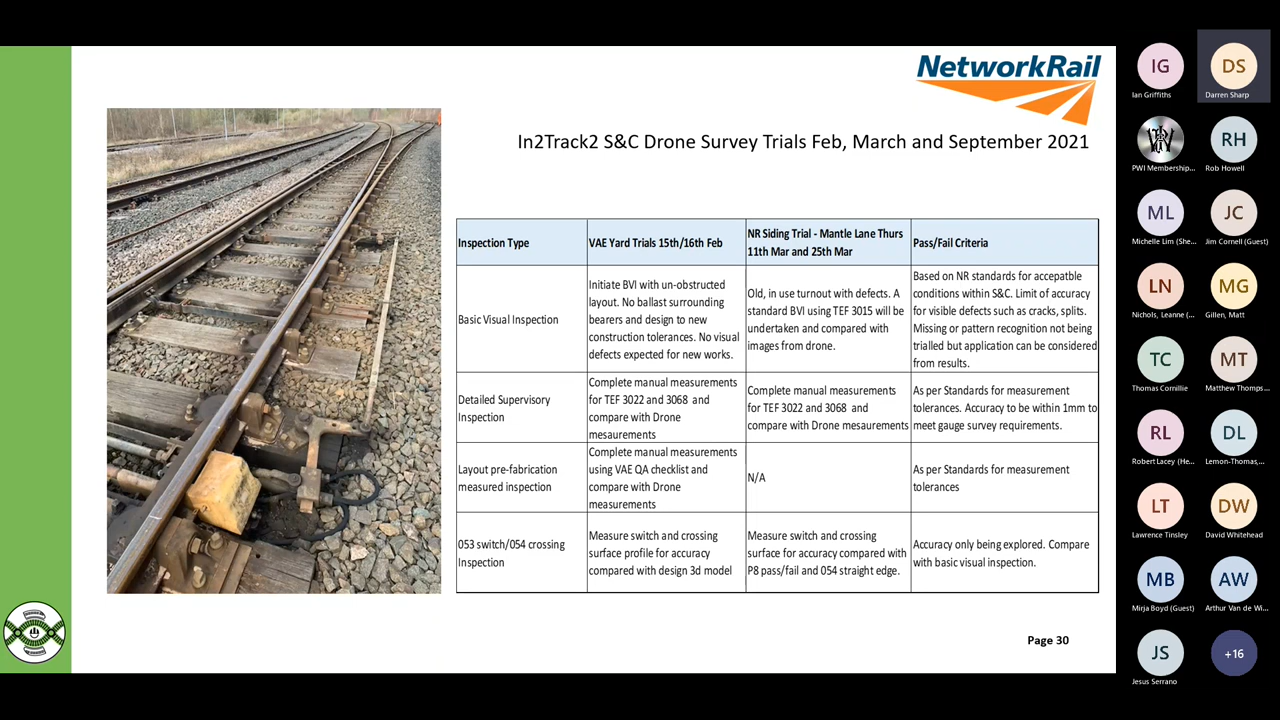 NetworkRail
In2Track2 S&C Drone Survey Trials Feb, March and September 2021
Inspection Type
VAE Yard Trials 15th/16th Feb
NR Siding Trial - Mantle Lane Thurs
11th Mar and 25th Mar
Pass/Fail Criteria
Basic Visual Inspection
Initiate BVI with un-obstructed
layout. No ballast surrounding
bearers and design to new
construction tolerances. No visual
defects expected for new works.
Old, in use turnout with defects. A
standard BVI using TEF 3015 will be
undertaken and compared with
images from drone.
Based on NR standards for accepatble
conditions within S&C. Limit of accuracy
for visible defects such as cracks, splits.
Missing or pattern recognition not being
trialled but application can be considered
from results.
Detailed Supervisory
Inspection
Complete manual measurements
for TEF 3022 and 3068 and
compare with Drone
mesaurements
Complete manual measurements
for TEF 3022 and 3068 and
compare with Drone mesaurements
As per Standards for measurement
tolerances. Accuracy to be within 1mm to
meet gauge survey requirements.
Layout pre-fabrication
measured inspection
Complete manual measurements
using VAE QA checklist and
compare with Drone
measurements
N/A
As per Standards for measurement
tolerances
053 switch/054 crossing
Inspection
Measure switch and crossing
surface profile for accuracy
compared with design 3d model
Measure switch and crossing
surface for accuracy compared with
P8 pass/fail and 054 straight edge.
Accuracy only being explored. Compare
with basic visual inspection.
Page 30
IG
Ian Griffiths
DS
Darren Sharp
PWI Membership...
RH
Rob Howell
ML
Michelle Lim (She...
JC
Jim Cornell (Guest)
LN
Nichols, Leanne (...
MG
Gillen, Matt
TC
Thomas Cornillie
MT
Matthew Thomps...
RL
Robert Lacey (He...
DL
Lemon-Thomas,...
LT
Lawrence Tinsley
DW
David Whitehead
MB
Mirja Boyd (Guest)
AW
Arthur Van de Wi...
JS
Jesus Serrano
+16